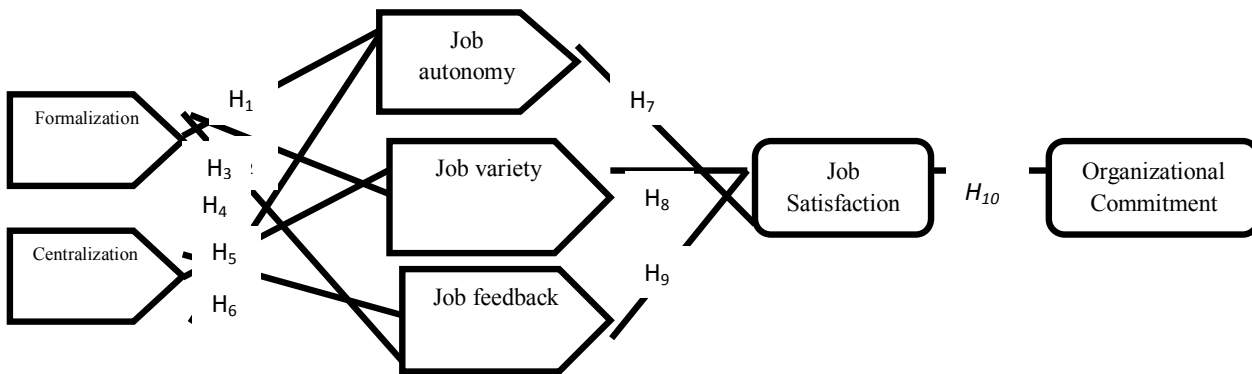 Job
autonomy
Formalization
H1
H7
H3
Job variety
H4
H8
Job
Satisfaction
H10
Organizational
Commitment
Centralization
H5
H9
H6
Job feedback